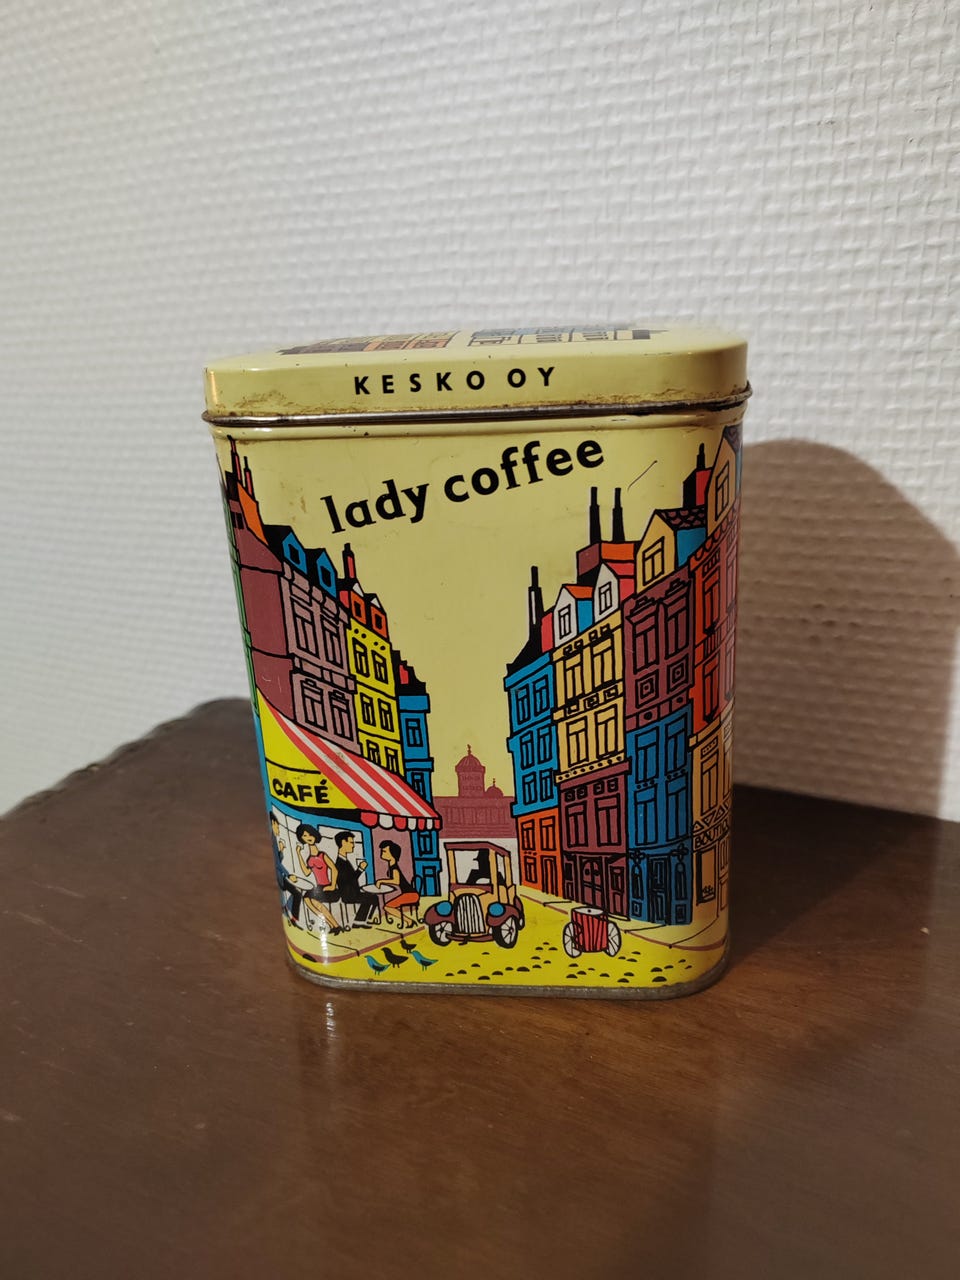 KESKO OY
lady coffee
CAFÉ